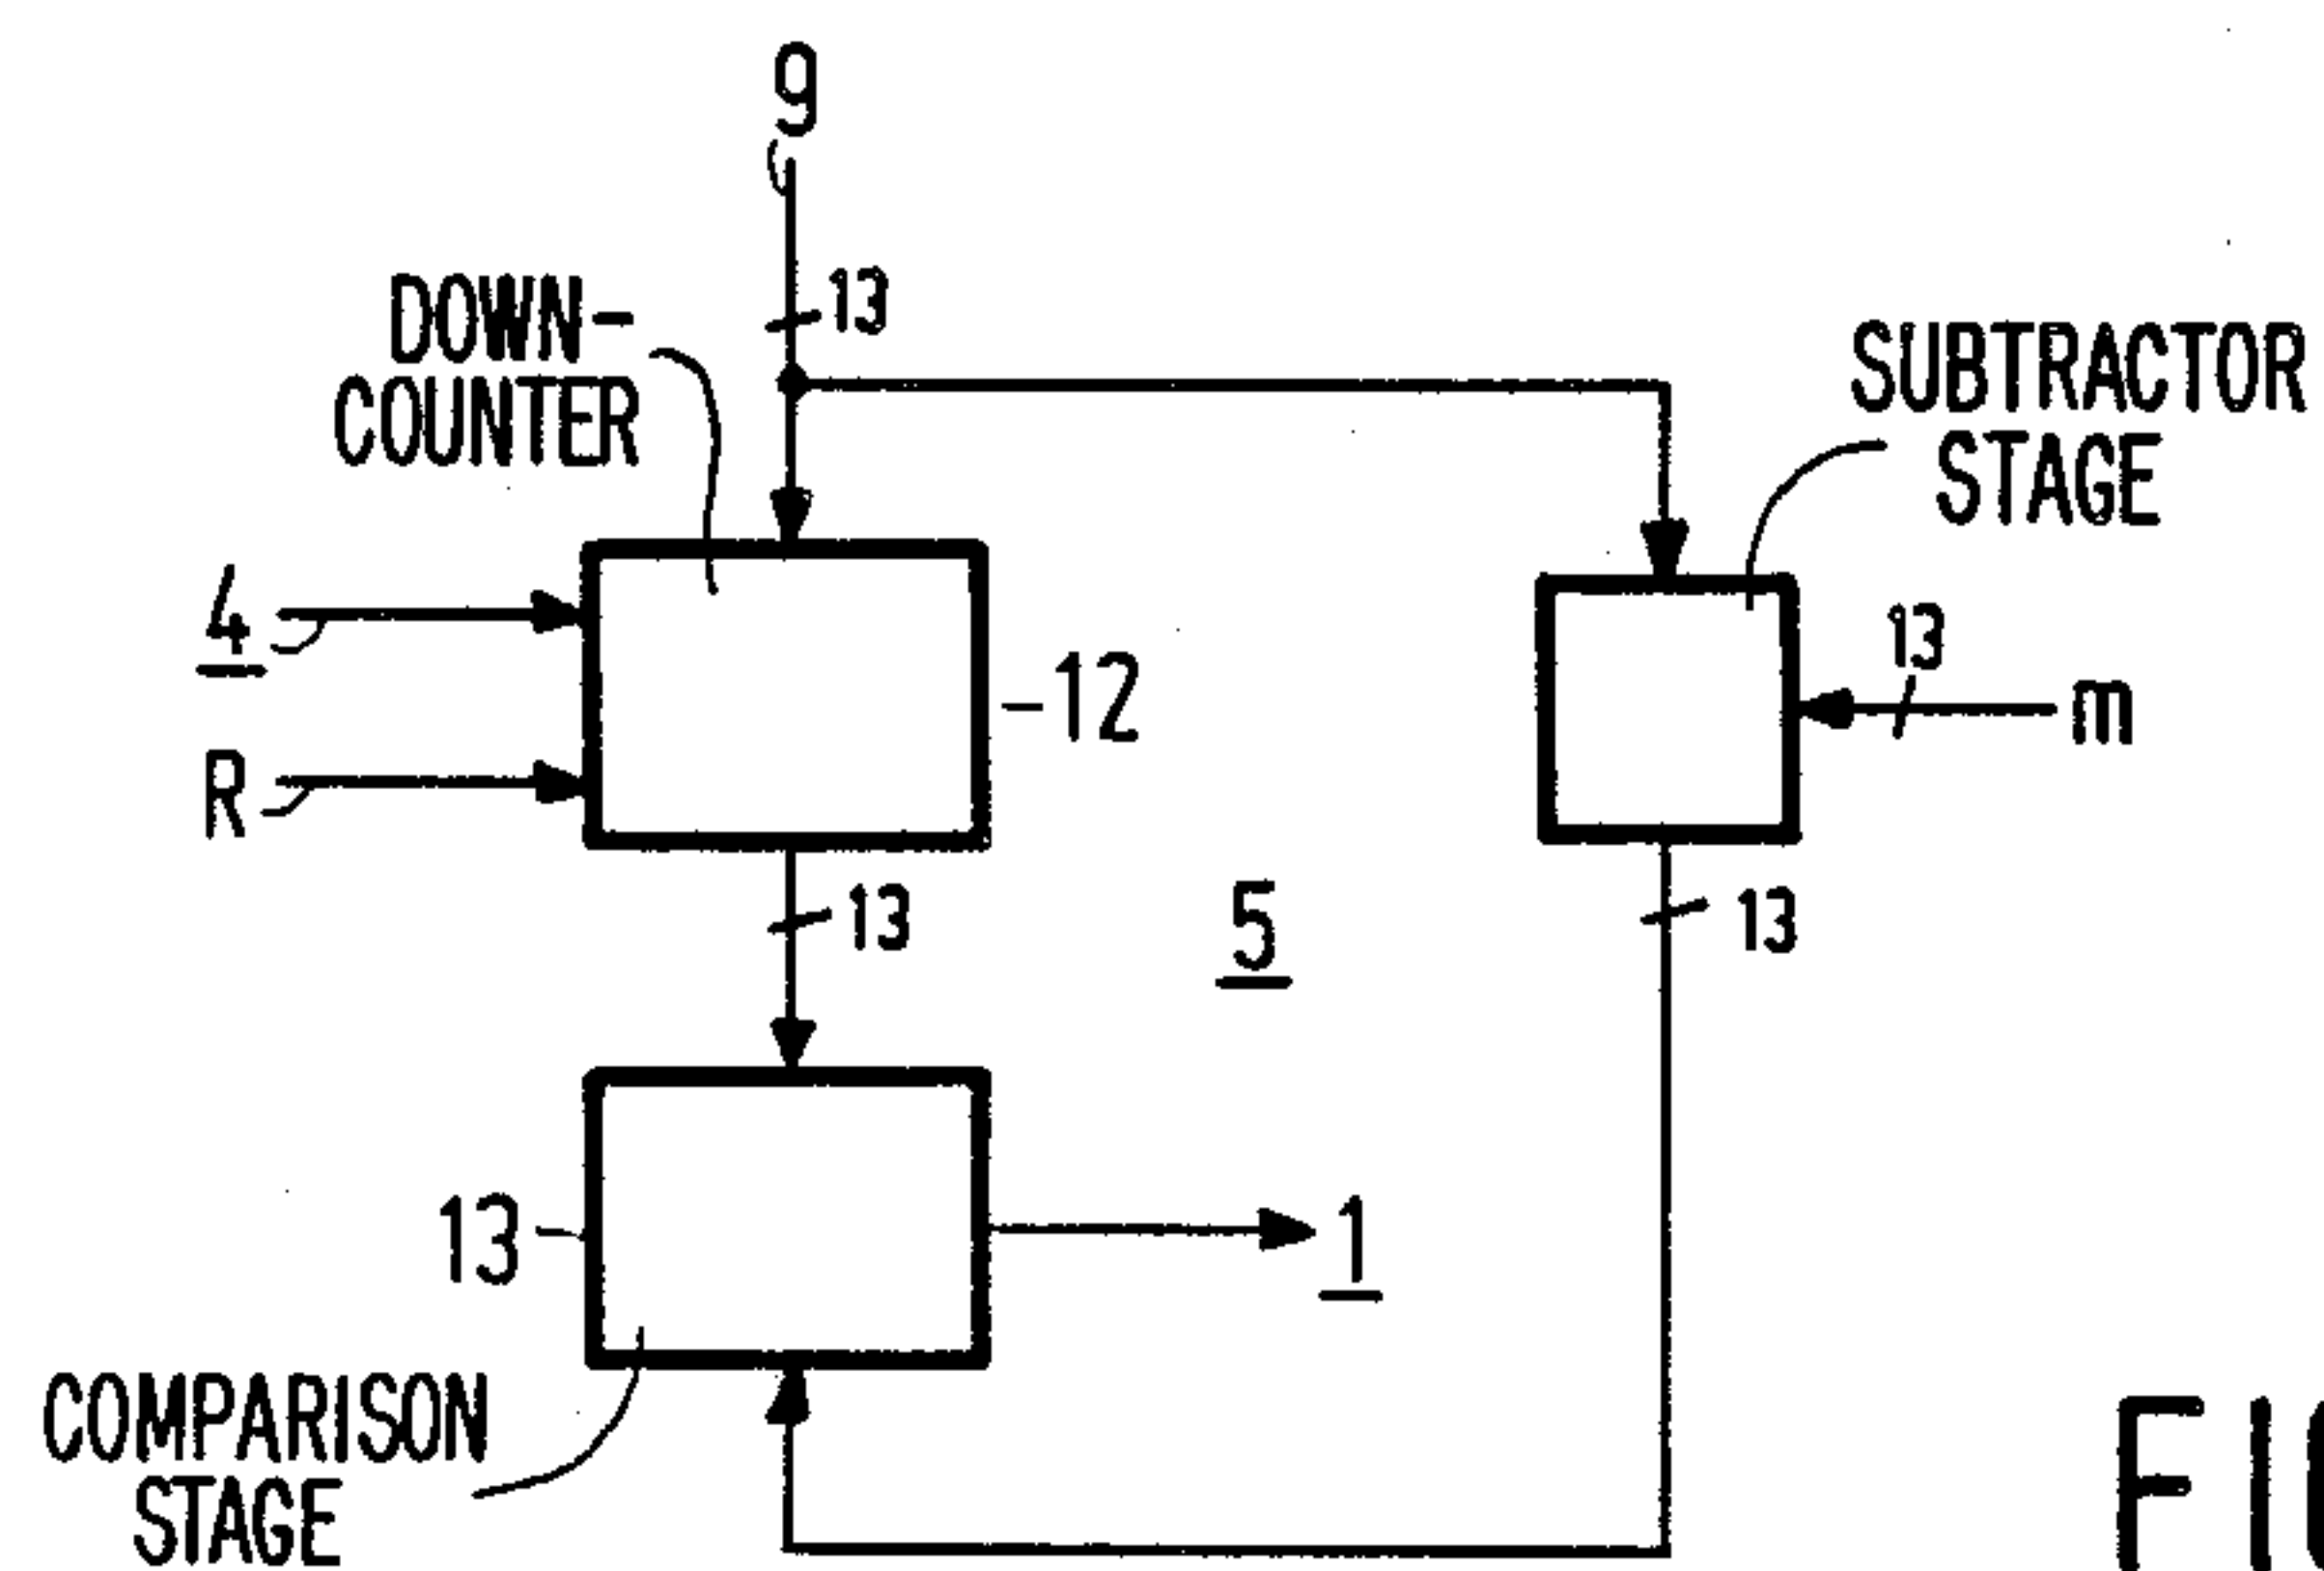 9
13
DOWN-
COUNTER
SUBTRACTOR
STAGE
4
13
12
m
R
13
5
13
13
1
COMPARISON
STAGE